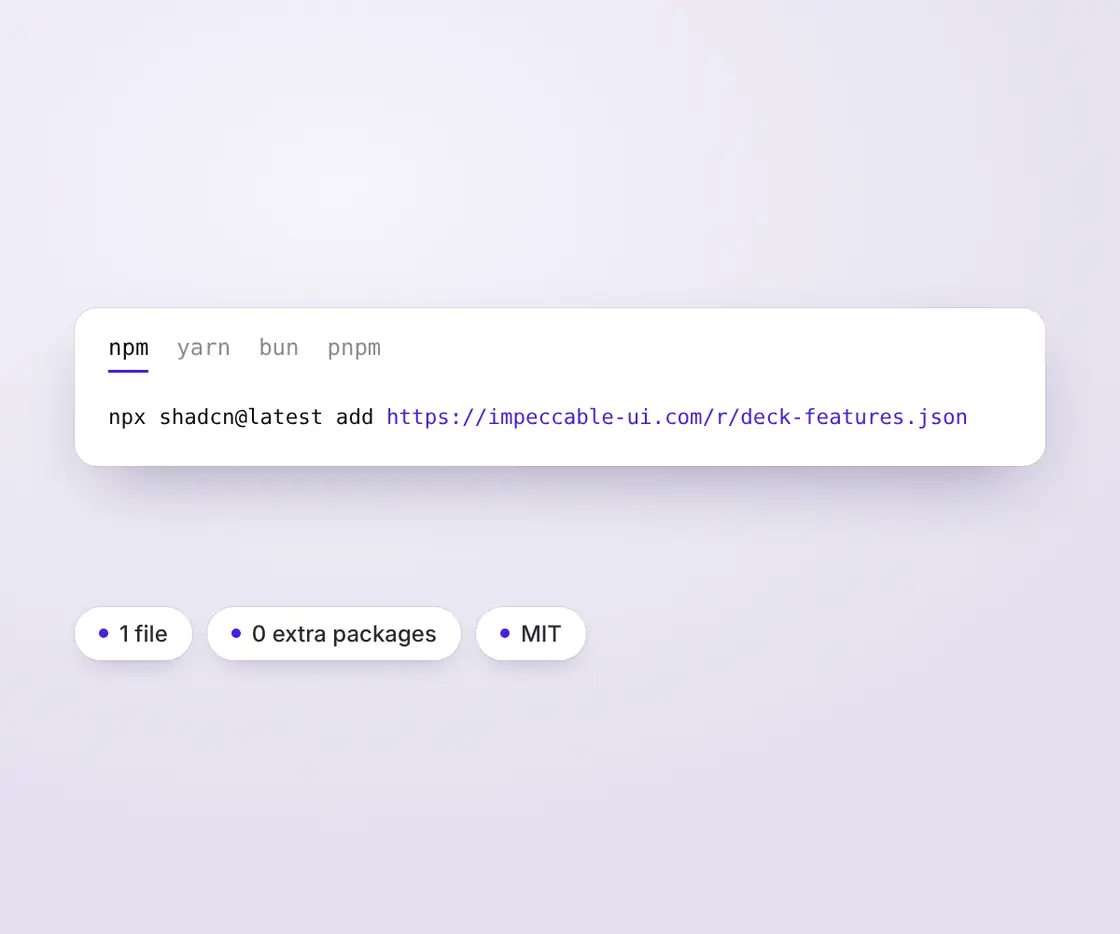 npm yarn bun pnpm
npx shadcn@latest add https://impeccable-ui.com/r/deck-features.json
1 file 0 extra packages MIT